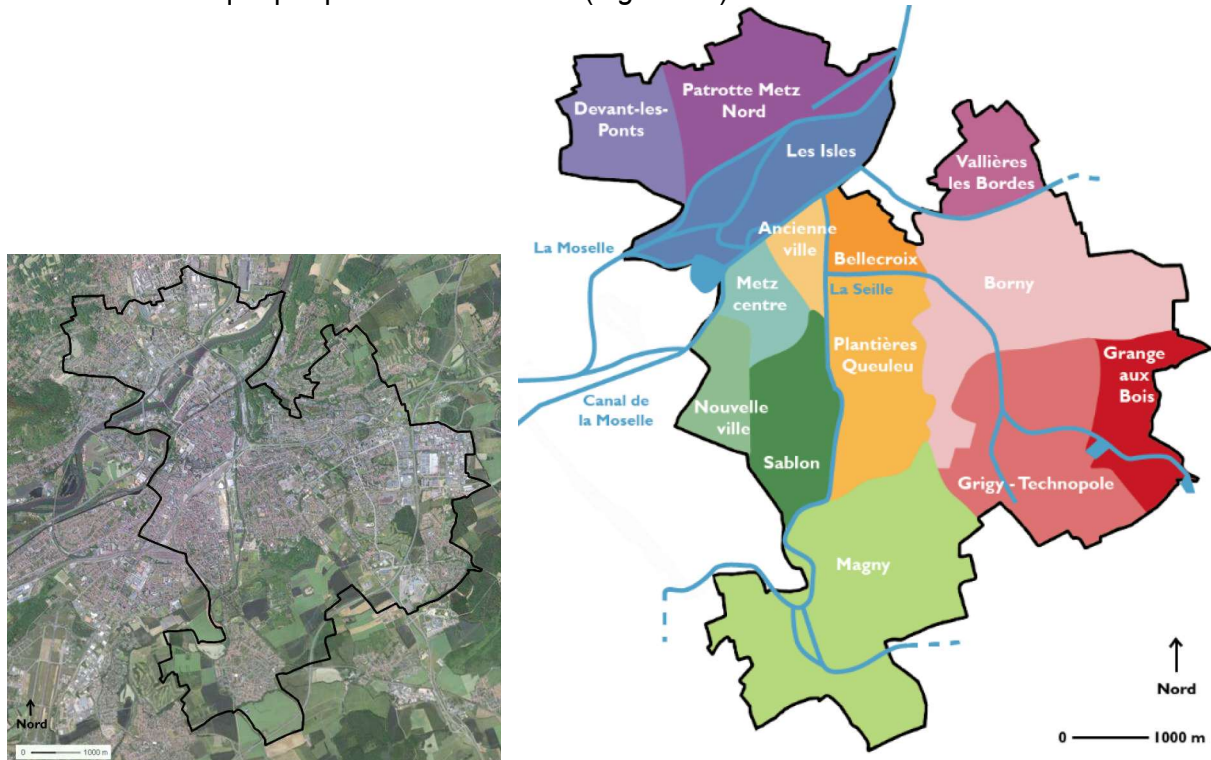 Nord
0
1000 m
Devant-les-
Ponts
Patrotte Metz
Nord
Les Isles
Vallières
les Bordes
La Moselle
Ancienne
ville
Bellecroix
Metz
centre
La Seille
Borny
Plantières
Queuleu
Grange
aux
Bois
Canal de
la Moselle
Nouvelle
ville
Sablon
Grigy - Technopole
Magny
Nord
0
1000 m